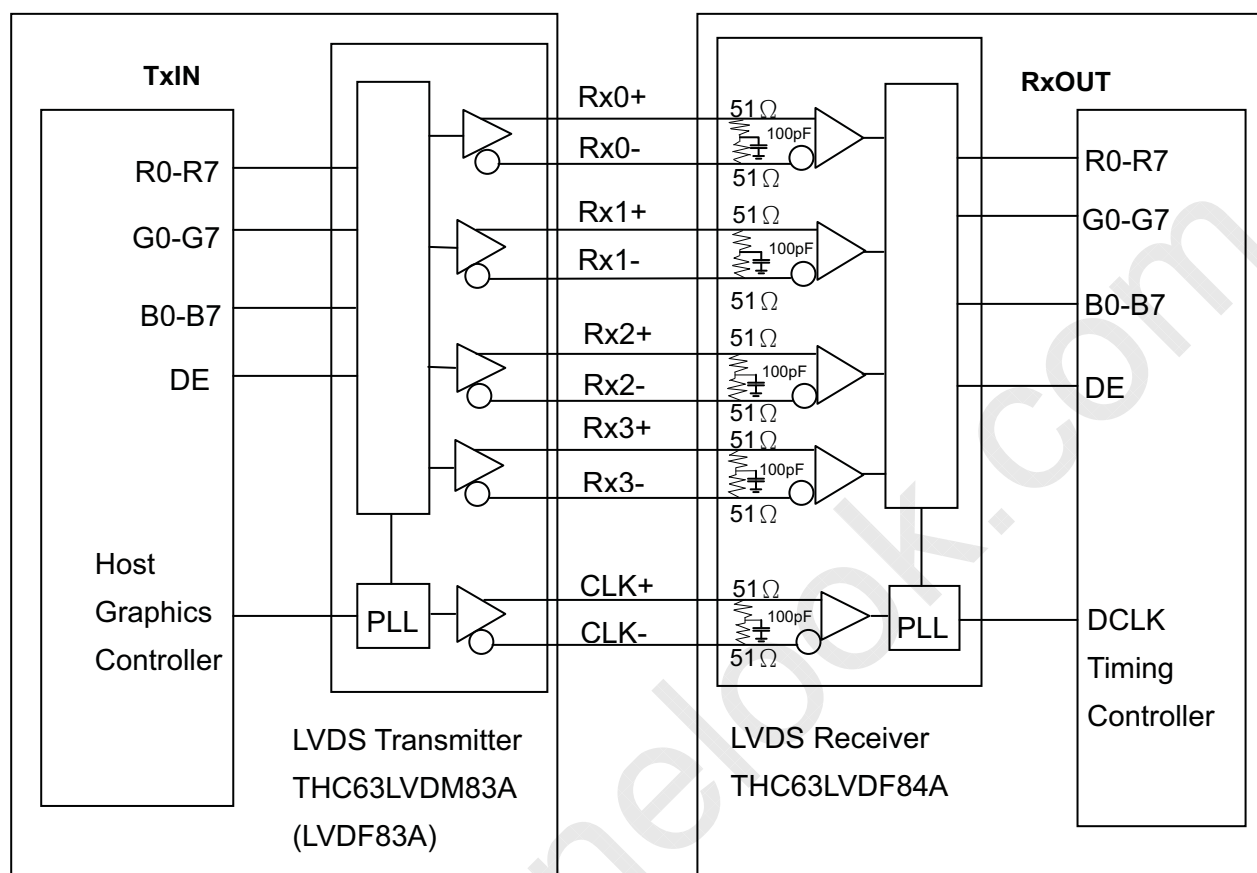 TxIN
RxOUT
R0-R7
G0-G7
B0-B7
DE
Host
Graphics
Controller
PLL
Rx0+
Rx0-
Rx1+
Rx1-
Rx2+
Rx2-
Rx3+
Rx3-
CLK+
CLK-
51Ω
100pF
51Ω
51Ω
100pF
51Ω
51Ω
100pF
51Ω
51Ω
100pF
51Ω
51Ω
100pF
51Ω
PLL
R0-R7
G0-G7
B0-B7
DE
DCLK
Timing
Controller
LVDS Transmitter
THC63LVDM83A
(LVDF83A)
LVDS Receiver
THC63LVDF84A
nelook.com